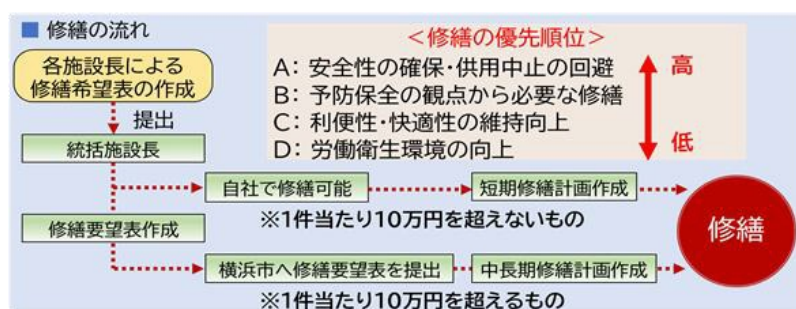 ■ 修繕の流れ
各施設長による
修繕希望表の作成
提出
統括施設長
修繕要望表作成
＜修繕の優先順位＞
A： 安全性の確保・供用中止の回避
B： 予防保全の観点から必要な修繕
C： 利便性・快適性の維持向上
D： 労働衛生環境の向上
高
低
自社で修繕可能
短期修繕計画作成
※1件当たり10万円を超えないもの
横浜市へ修繕要望表を提出
中長期修繕計画作成
※1件当たり10万円を超えるもの
修繕